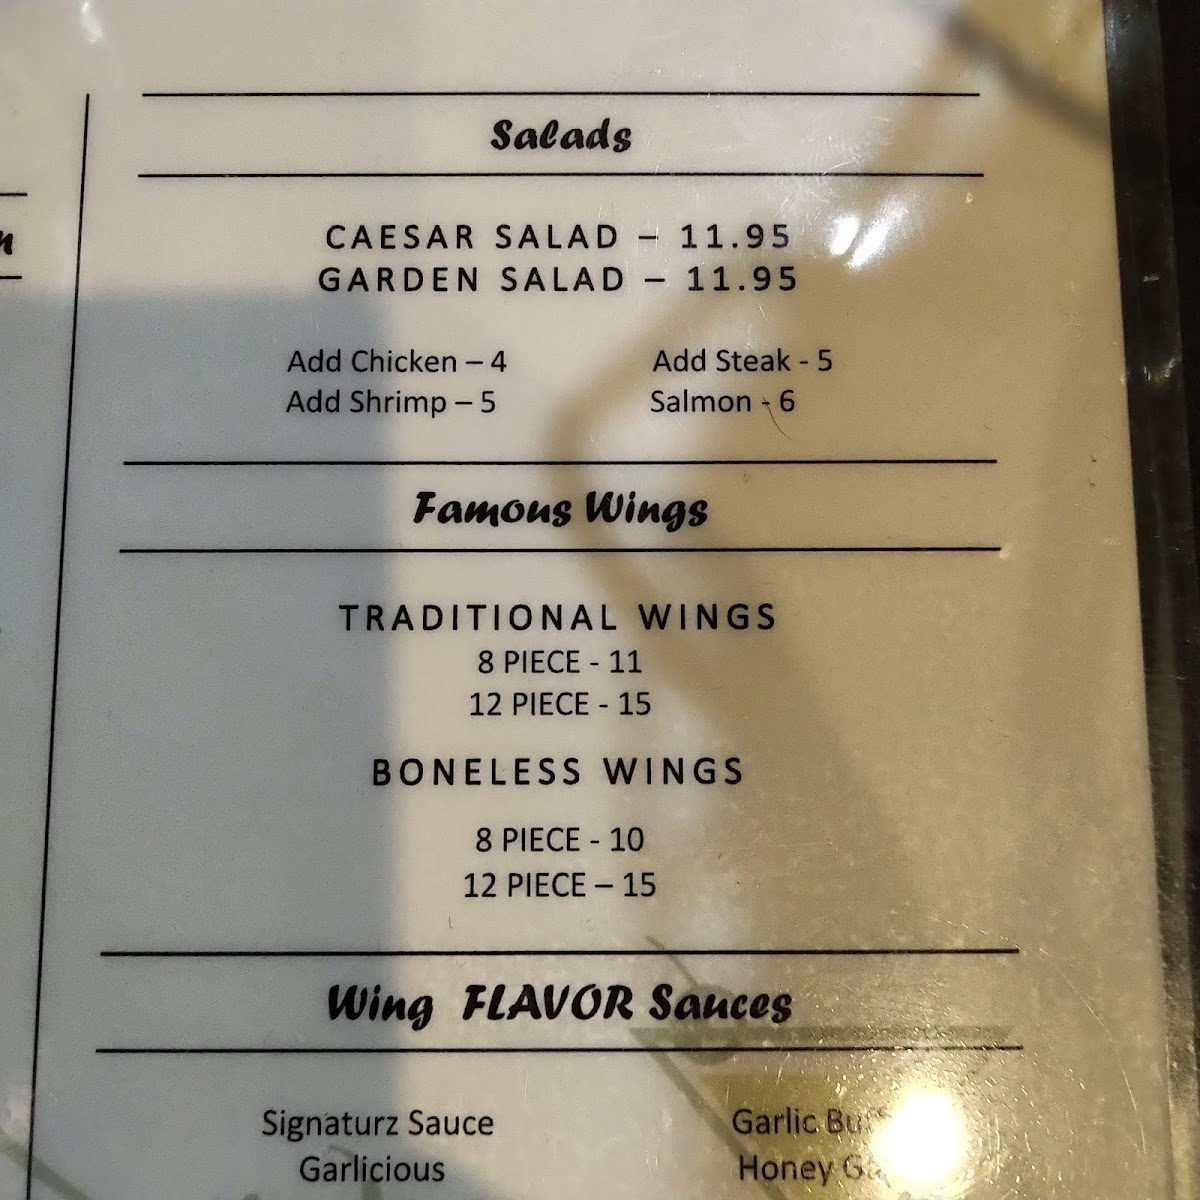 Salads
CAESAR SALAD – 11.95
GARDEN SALAD – 11.95
Add Chicken – 4 Add Steak - 5
Add Shrimp – 5 Salmon - 6
Famous Wings
TRADITIONAL WINGS
8 PIECE - 11
12 PIECE - 15
BONELESS WINGS
8 PIECE - 10
12 PIECE – 15
Wing FLAVOR Sauces
Signaturz Sauce Garlic
Garlicious Honey